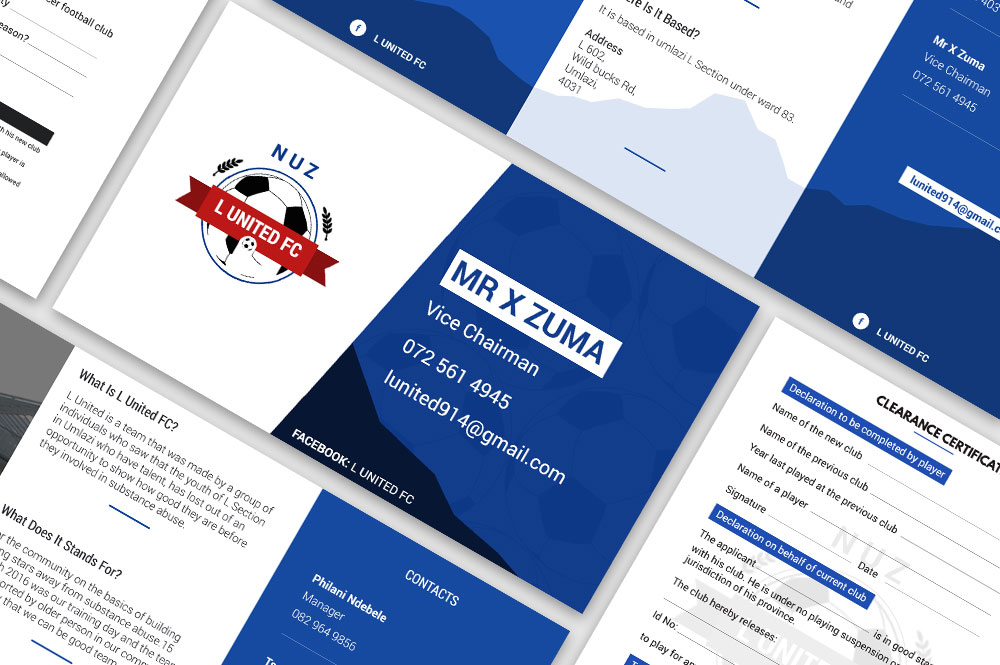 cer football club
eason?
th his new club
player is
allowed
f L UNITED FC
ere Is It Based?
It is based in umlazi L Section under ward 83.
Address
L 602,
Wild bucks Rd,
Umlazi,
4031
and
Mr X Zuma
Vice Chairman
072 561 4945
lunited914@gmail.c
f L UNITED FC
NUZ
L UNITED FC
MR X ZUMA
Vice Chairman
072 561 4945
lunited914@gmail.com
FACEBOOK: L UNITED FC
What Is L United FC?
L United is a team that was made by a group of
individuals who saw that the youth of L Section
in Umlazi who have talent, has lost out of an
opportunity to show how good they are before
they involved in substance abuse.
What Does It Stands For?
or the community on the basics of building
ing stars away from substance abuse.15
h 2016 was our training day and the team
ported by older person in our comm
that we can be good team
CONTACTS
Philani Ndebele
Manager
082 964 9856
CLEARANCE CERTIFICAT
Declaration to be completed by player
Name of the new club
Name of the previous club
Year last played at the previous club
Name of a player
Signature
Date
Declaration on behalf of current club
The applicant
is in good ste
with his club. He is under no playing suspension o
jurisdiction of his province.
The club hereby releases:
Id No:
to play for an
NUZ